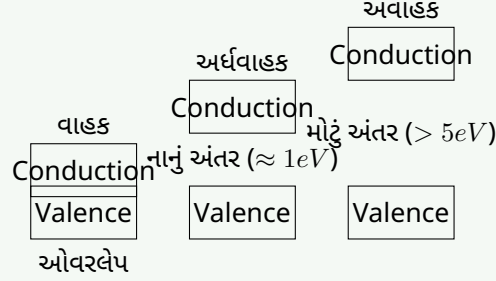 અવાહક
Conduction
અર્ધવાહક
Conduction
મોટું અંતર (> 5eV)
વાહક
નાનું અંતર (≈ 1eV)
Conduction
Valence
Valence
Valence
ઓવરલેપ